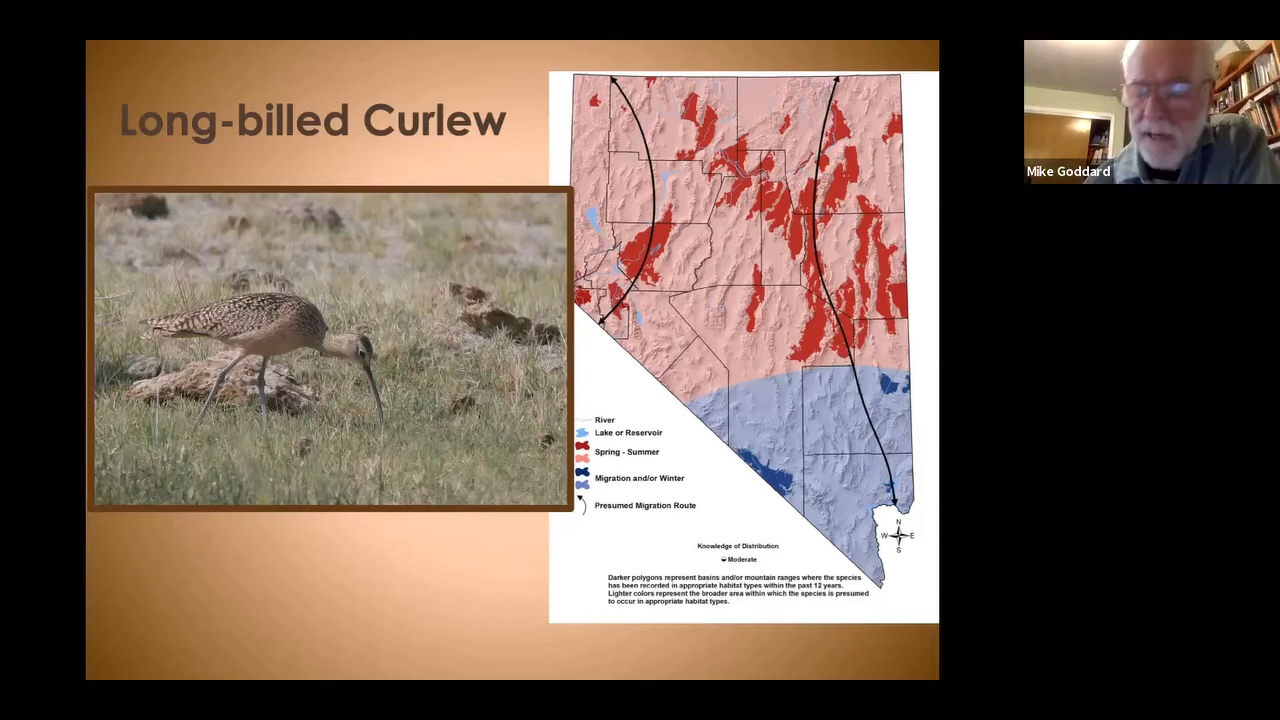 Long-billed Curlew
Mike Goddard
River
Lake or Reservoir
Spring - Summer
Migration and/or Winter
Presumed Migration Route
N
W E
S
Knowledge of Distribution
Moderate
Darker polygons represent basins and/or mountain ranges where the species
has been recorded in appropriate habitat types within the past 12 years.
Lighter colors represent the broader area within which the species is presumed
to occur in appropriate habitat types.